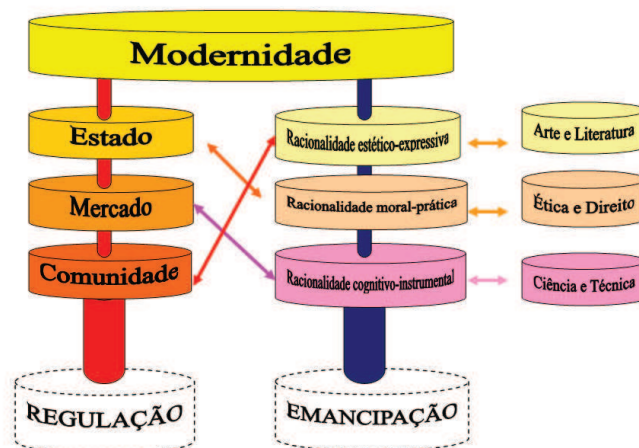 Modernidade
Estado
Racionalidade estético-expressiva
Arte e Literatura
Mercado
Racionalidade moral-prática
Ética e Direito
Comunidade
Racionalidade cognitivo-instrumental
Ciência e Técnica
REGULAÇÃO
EMANCIPAÇÃO